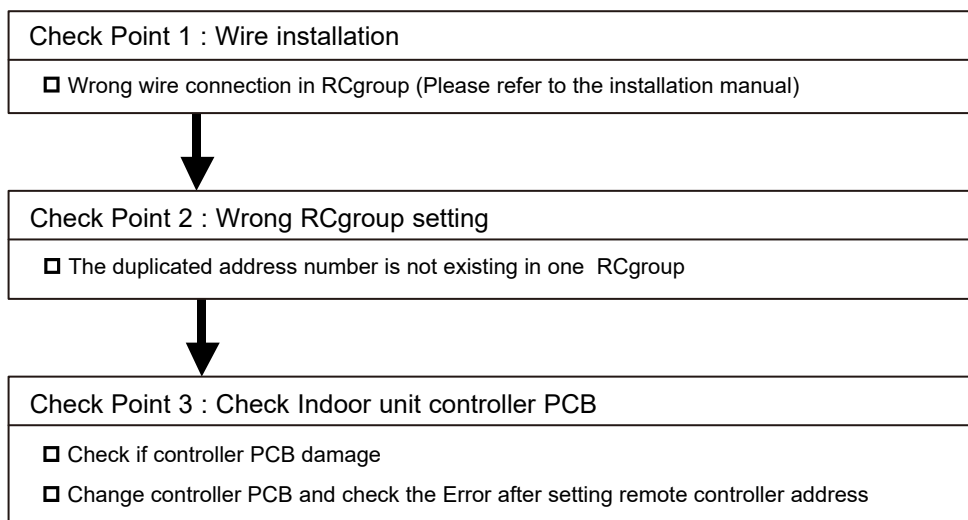 Check Point 1 : Wire installation
Wrong wire connection in RCgroup (Please refer to the installation manual)
Check Point 2 : Wrong RCgroup setting
The duplicated address number is not existing in one RCgroup
Check Point 3 : Check Indoor unit controller PCB
Check if controller PCB damage
Change controller PCB and check the Error after setting remote controller address